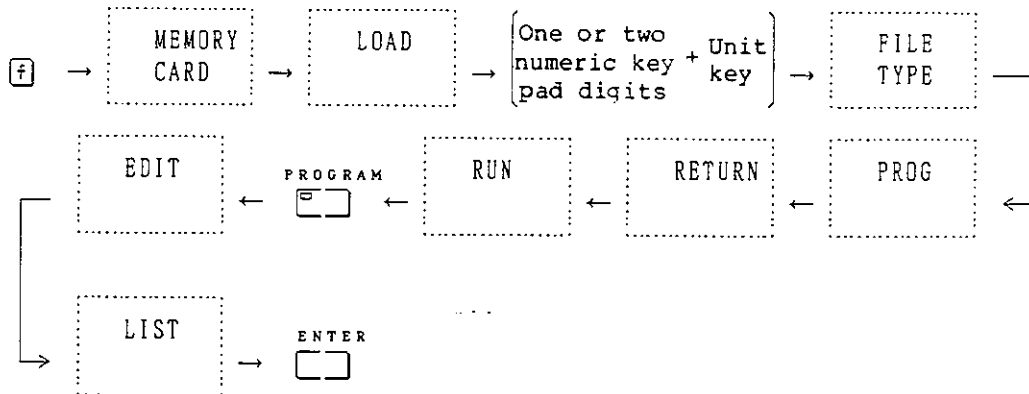 f
MEMORY
CARD
LOAD
One or two
numeric key
pad digits
+ Unit
key
FILE
TYPE
PROG
RETURN
RUN
PROGRAM
EDIT
LIST
ENTER